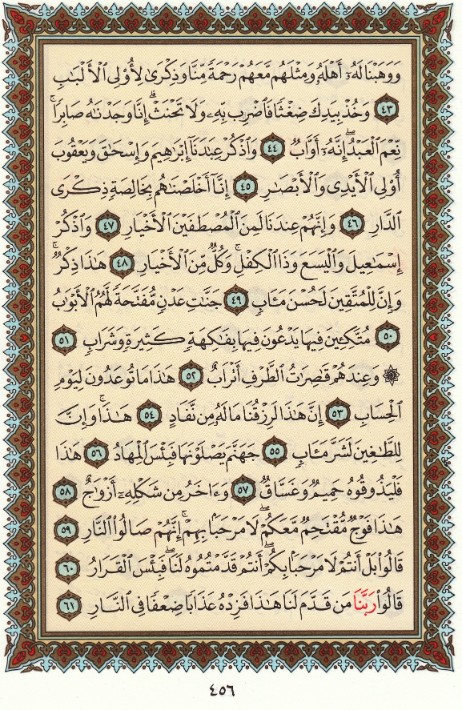 وَوَهَبْنَا لَهُۥٓ أَهْلَهُۥ وَمِثْلَهُم مَّعَهُمْ رَحْمَةً مِّنَّا وَذِكْرَىٰ لِأُو۟لِى ٱلْأَلْبَٰبِ
٤٣ وَخُذْ بِيَدِكَ ضِغْثًا فَٱضْرِب بِّهِۦ وَلَا تَحْنَثْ ۗ إِنَّا وَجَدْنَٰهُ صَابِرًا ۚ
نِّعْمَ ٱلْعَبْدُ ۖ إِنَّهُۥٓ أَوَّابٌ ٤٤ وَٱذْكُرْ عِبَٰدَنَآ إِبْرَٰهِيمَ وَإِسْحَٰقَ وَيَعْقُوبَ
أُو۟لِى ٱلْأَيْدِى وَٱلْأَبْصَٰرِ ٤٥ إِنَّآ أَخْلَصْنَٰهُم بِخَالِصَةٍ ذِكْرَى
ٱلدَّارِ ٤٦ وَإِنَّهُمْ عِندَنَا لَمِنَ ٱلْمُصْطَفَيْنَ ٱلْأَخْيَارِ ٤٧ وَٱذْكُرْ
إِسْمَٰعِيلَ وَٱلْيَسَعَ وَذَا ٱلْكِفْلِ ۖ وَكُلٌّ مِّنَ ٱلْأَخْيَارِ ٤٨ هَٰذَا ذِكْرٌ ۚ
وَإِنَّ لِلْمُتَّقِينَ لَحُسْنَ مَـَٔابٍ ٤٩ جَنَّٰتِ عَدْنٍ مُّفَتَّحَةً لَّهُمُ ٱلْأَبْوَٰبُ
٥٠ مُتَّكِـِٔينَ فِيهَا يَدْعُونَ فِيهَا بِفَٰكِهَةٍ كَثِيرَةٍ وَشَرَابٍ ٥١
۞ وَعِندَهُمْ قَٰصِرَٰتُ ٱلطَّرْفِ أَتْرَابٌ ٥٢ هَٰذَا مَا تُوعَدُونَ لِيَوْمِ
ٱلْحِسَابِ ٥٣ إِنَّ هَٰذَا لَرِزْقُنَا مَا لَهُۥ مِن نَّفَادٍ ٥٤ هَٰذَا ۚ وَإِنَّ
لِلطَّٰغِينَ لَشَرَّ مَـَٔابٍ ٥٥ جَهَنَّمَ يَصْلَوْنَهَا فَبِئْسَ ٱلْمِهَادُ ٥٦ هَٰذَا
فَلْيَذُوقُوهُ حَمِيمٌ وَغَسَّاقٌ ٥٧ وَءَاخَرُ مِن شَكْلِهِۦٓ أَزْوَٰجٌ ٥٨
هَٰذَا فَوْجٌ مُّقْتَحِمٌ مَّعَكُمْ ۖ لَا مَرْحَبًۢا بِهِمْ ۚ إِنَّهُمْ صَالُوا۟ ٱلنَّارِ ٥٩
قَالُوا۟ بَلْ أَنتُمْ لَا مَرْحَبًۢا بِكُمْ ۖ أَنتُمْ قَدَّمْتُمُوهُ لَنَا ۖ فَبِئْسَ ٱلْقَرَارُ ٦٠
قَالُوا۟ رَبَّنَا مَن قَدَّمَ لَنَا هَٰذَا فَزِدْهُ عَذَابًا ضِعْفًا فِى ٱلنَّارِ ٦١
٤٥٦